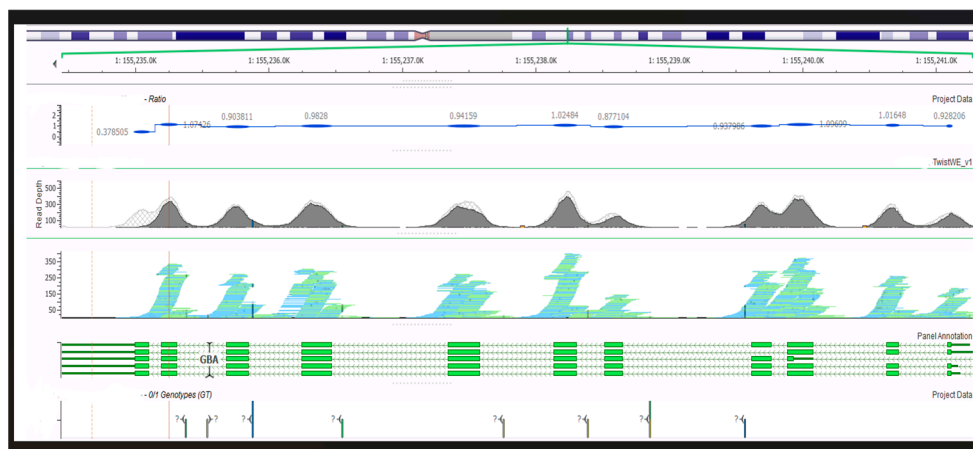 1: 155,235.0K 1: 155,236.0K 1: 155,237.0K 1: 155,238.0K 1: 155,239.0K 1: 155,240.0K 1: 155,241.0K
- Ratio Project Data
2
1
0
0.378505 1.07426 0.903811 0.9828 0.94159 1.02484 0.877104 0.937986 1.09699 1.01648 0.928206
TwistWE_v1
Read Depth
500
300
100
350
250
150
50
Panel Annotation
GBA
- 0/1 Genotypes (GT) Project Data
? ? ? ? ? ? ?